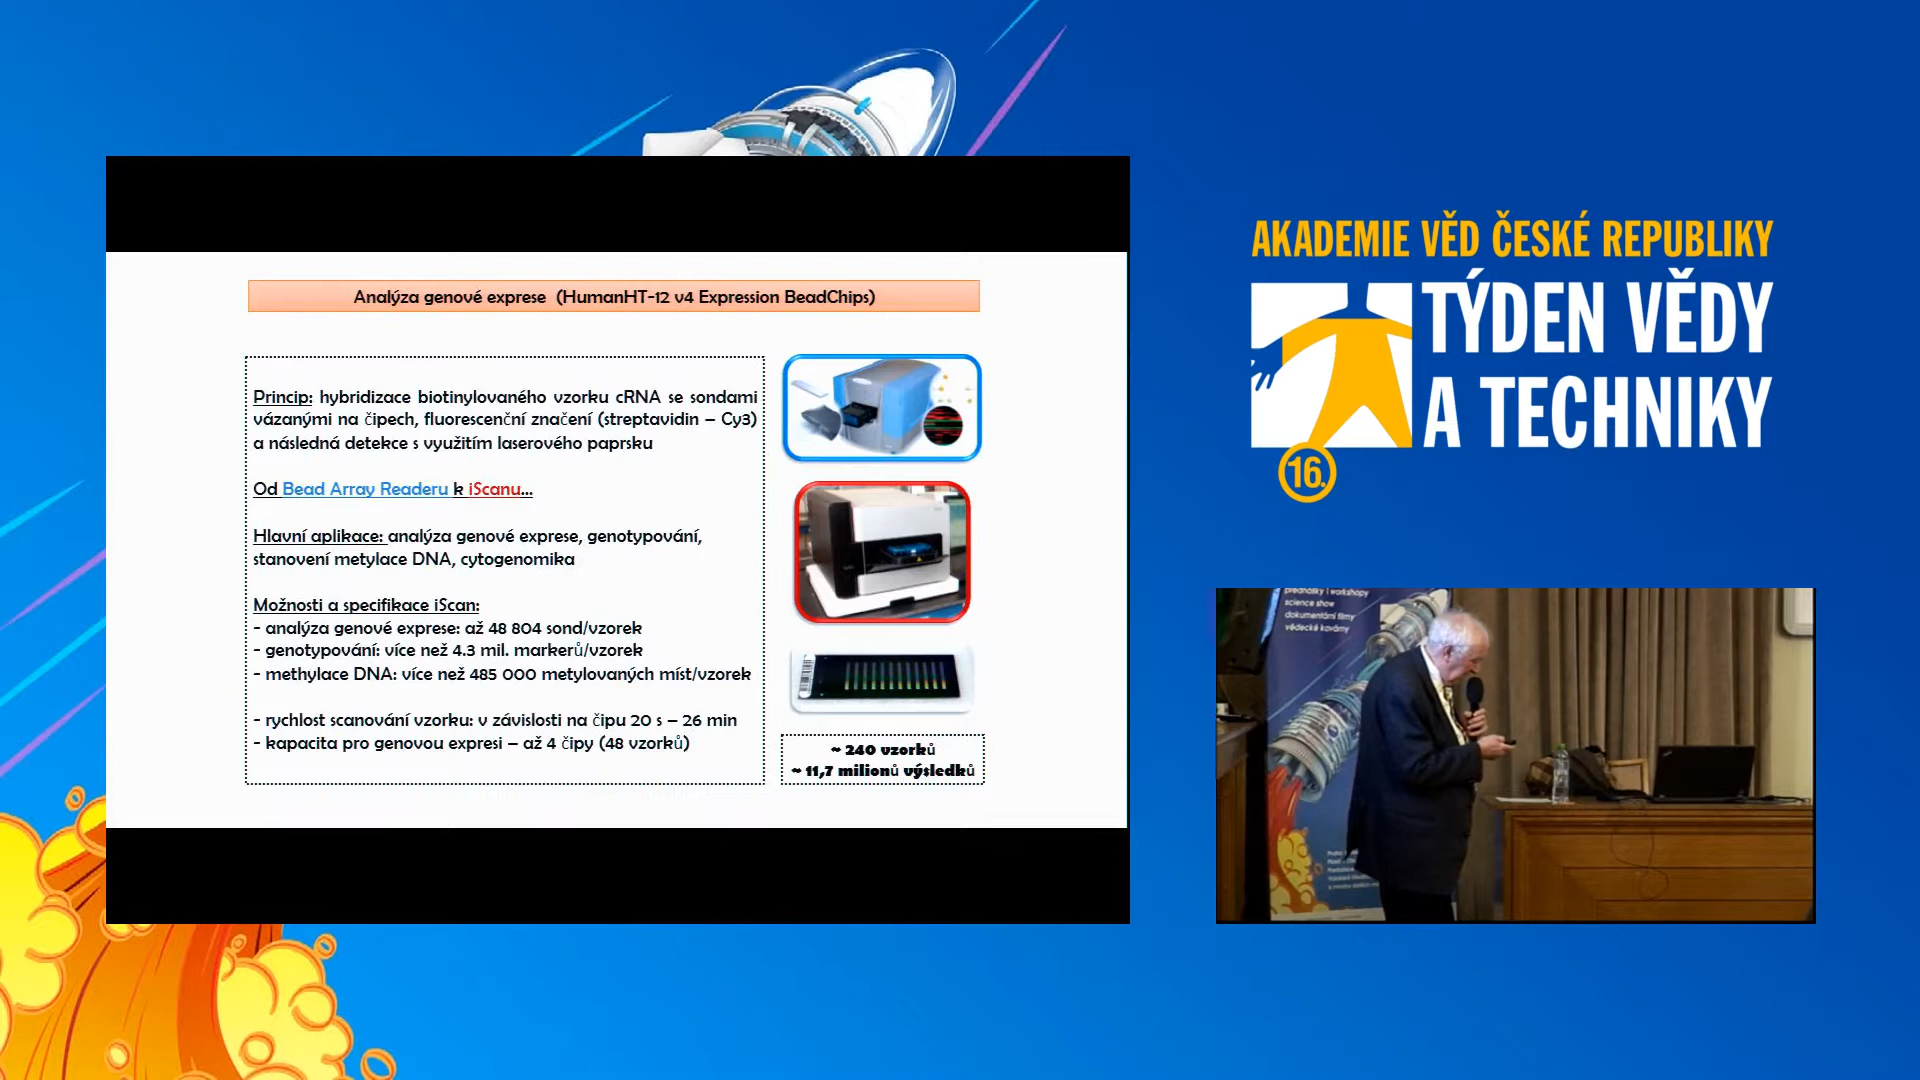 Analýza genové exprese (HumanHT-12 v4 Expression BeadChips)
Princip: hybridizace biotinylovaného vzorku cRNA se sondami
vázanými na čipech, fluorescenční značení (streptavidin – Cy3)
a následná detekce s využitím laserového paprsku
Od Bead Array Readeru k iScanu...
Hlavní aplikace: analýza genové exprese, genotypování,
stanovení metylace DNA, cytogenomika
Možnosti a specifikace iScan:
- analýza genové exprese: až 48 804 sond/vzorek
- genotypování: více než 4.3 mil. markerů/vzorek
- methylace DNA: více než 485 000 metylovaných míst/vzorek
- rychlost scanování vzorku: v závislosti na čipu 20 s – 26 min
- kapacita pro genovou expresi – až 4 čipy (48 vzorků)
~ 240 vzorků
~ 11,7 milionů výsledků
AKADEMIE VĚD ČESKÉ REPUBLIKY
TÝDEN VĚDY
A TECHNIKY
16.
přednášky i workshopy
science show
dokumentární filmy
vědecké kavárny